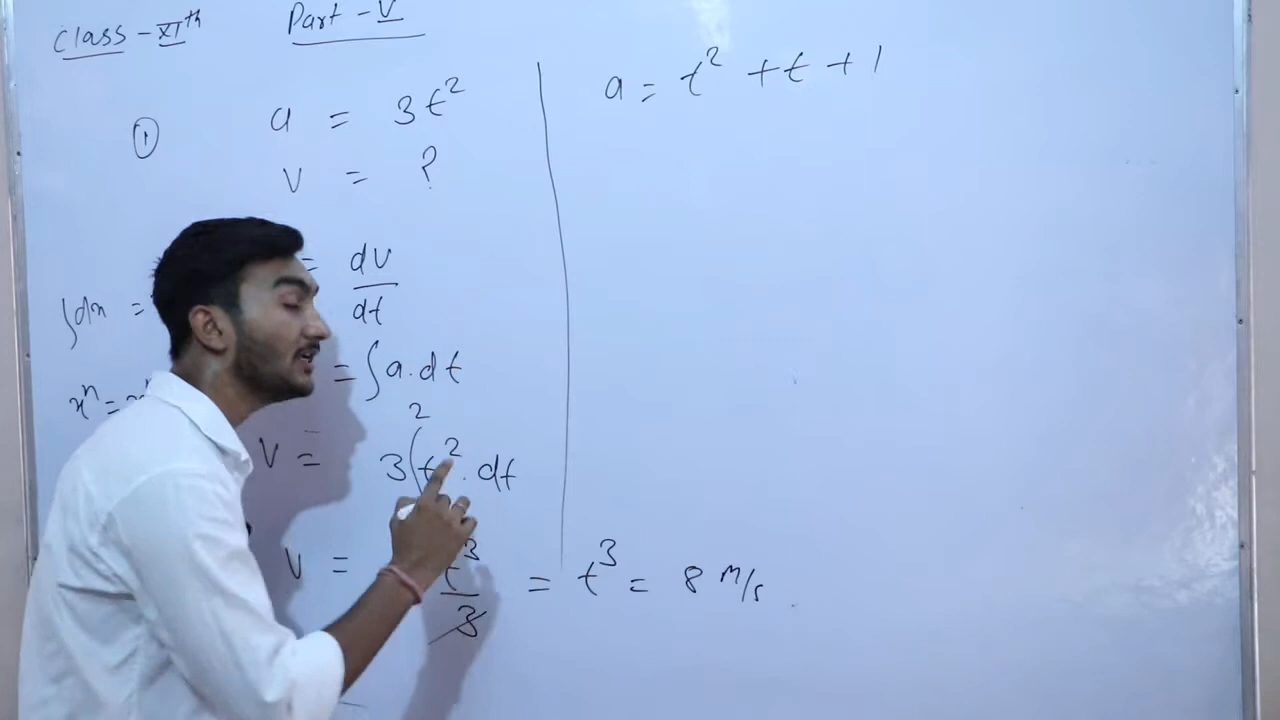 Class - XIth Part - V
① a = 3t²
v = ?
= dv/dt
∫dx =
= ∫a.dt
xⁿ =
2
V = 3∫t².dt
v = t³/3 = t³ = 8 m/s.
a = t² + t + 1